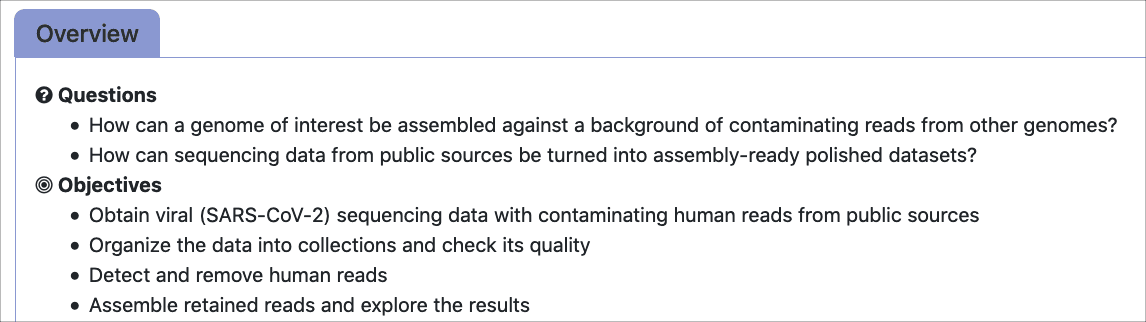 Overview
Questions
How can a genome of interest be assembled against a background of contaminating reads from other genomes?
How can sequencing data from public sources be turned into assembly-ready polished datasets?
Objectives
Obtain viral (SARS-CoV-2) sequencing data with contaminating human reads from public sources
Organize the data into collections and check its quality
Detect and remove human reads
Assemble retained reads and explore the results